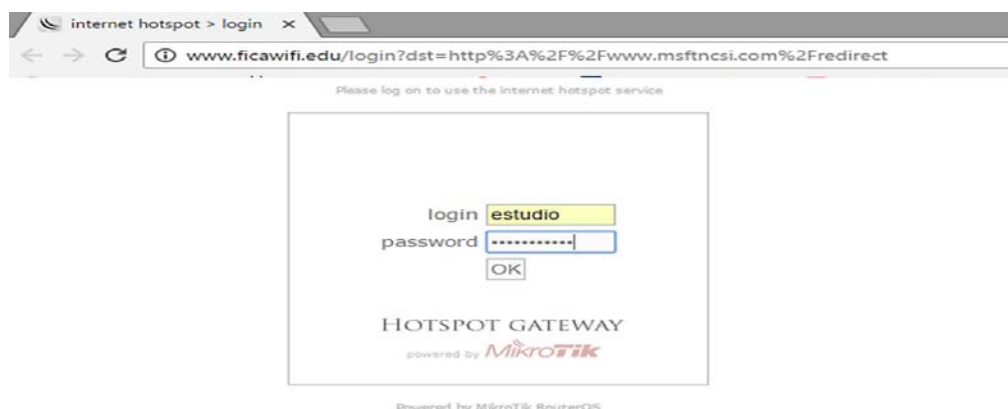 internet hotspot > login
www.ficawifi.edu/login?dst=http%3A%2F%2Fwww.msftncsi.com%2Fredirect
Please log on to use the internet hotspot service
login estudio
password •••••••••••
OK
HOTSPOT GATEWAY
powered by MikroTik
Powered by MikroTik RouterOS